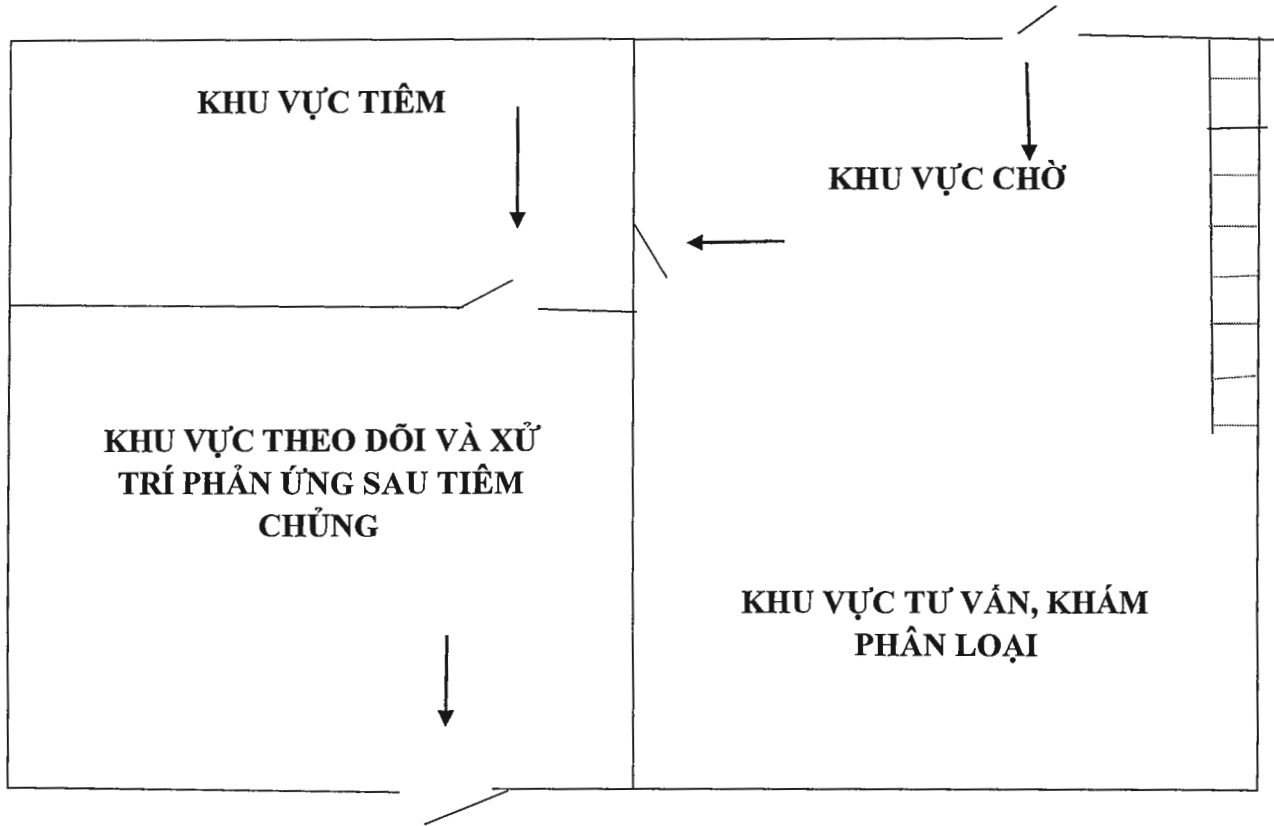 KHU VỰC TIÊM
KHU VỰC CHỜ
KHU VỰC THEO DÕI VÀ XỬ
TRÍ PHẢN ỨNG SAU TIÊM
CHỦNG
KHU VỰC TƯ VẤN, KHÁM
PHÂN LOẠI